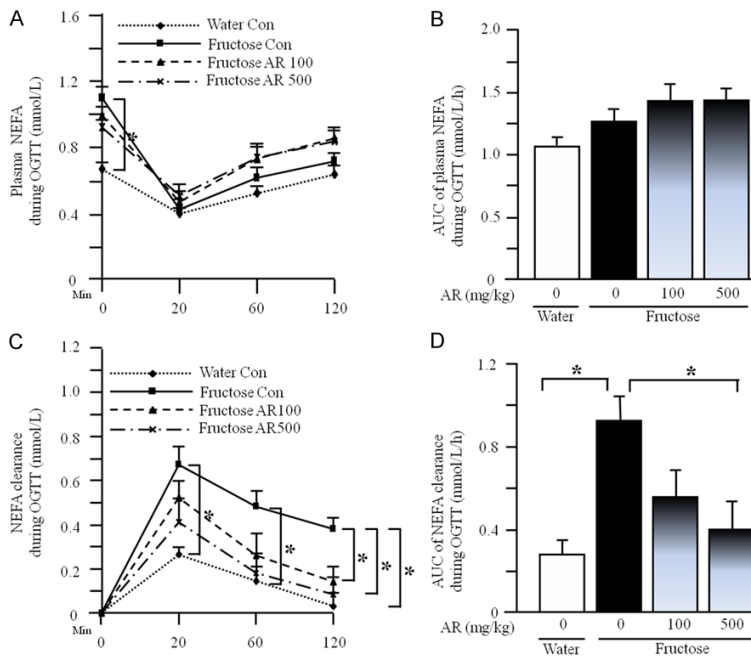 A
Water Con
Fructose Con
Fructose AR 100
Fructose AR 500
Plasma NEFA
during OGTT (mmol/L)
1.6
1.2
0.8
0.4
0
*
Min
0 20 60 120
B
AUC of plasma NEFA
during OGTT (mmol/L/h)
2.0
1.5
1.0
0.5
0
AR (mg/kg) 0 0 100 500
Water Fructose
C
Water Con
Fructose Con
Fructose AR100
Fructose AR500
NEFA clearance
during OGTT (mmol/L)
1.2
1.0
0.8
0.6
0.4
0.2
0
* * * * *
Min
0 20 60 120
D
AUC of NEFA clearance
during OGTT (mmol/L/h)
1.2
0.8
0.4
0
* *
AR (mg/kg) 0 0 100 500
Water Fructose